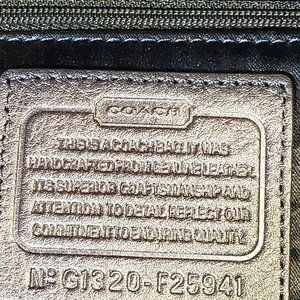 COACH
THIS IS A COACH BAG. IT WAS
HANDCRAFTED FROM GENUINE LEATHER.
ITS SUPERIOR CRAFTSMANSHIP AND
ATTENTION TO DETAIL REFLECT OUR
COMMITMENT TO ENDURING QUALITY.
Nº G1320-F25941